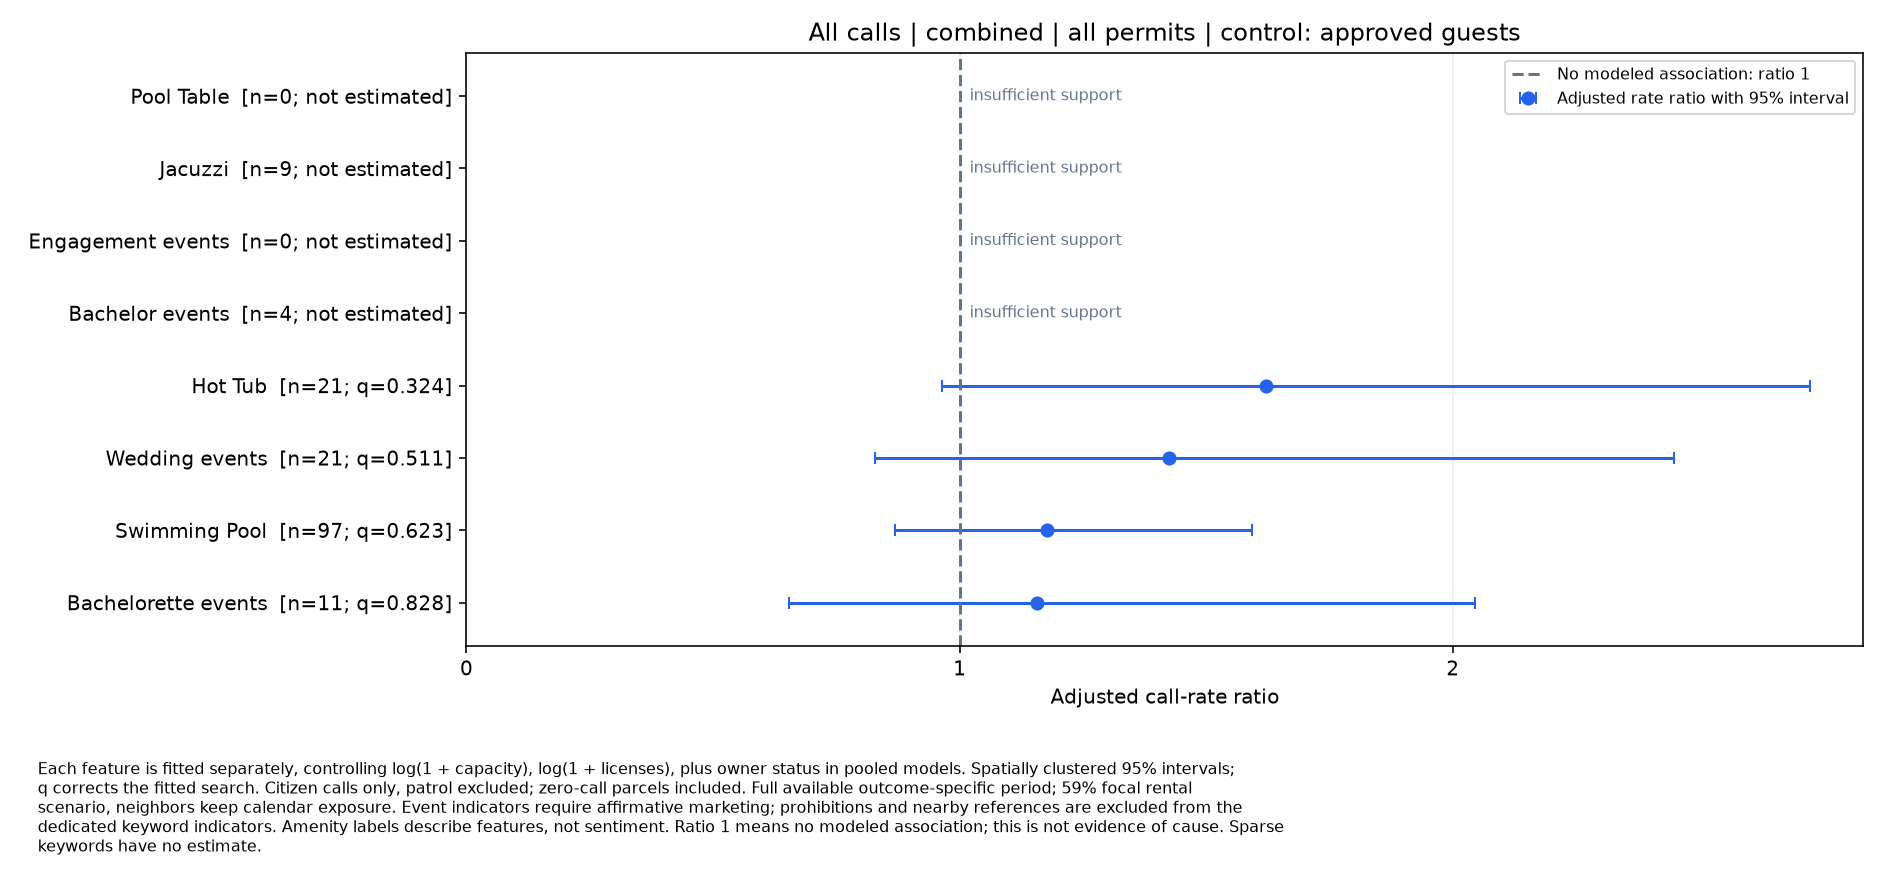 All calls | combined | all permits | control: approved guests
No modeled association: ratio 1
Adjusted rate ratio with 95% interval
Pool Table  [n=0; not estimated]
insufficient support
Jacuzzi  [n=9; not estimated]
insufficient support
Engagement events  [n=0; not estimated]
insufficient support
Bachelor events  [n=4; not estimated]
insufficient support
Hot Tub  [n=21; q=0.324]
Wedding events  [n=21; q=0.511]
Swimming Pool  [n=97; q=0.623]
Bachelorette events  [n=11; q=0.828]
0 1 2
Adjusted call-rate ratio
Each feature is fitted separately, controlling log(1 + capacity), log(1 + licenses), plus owner status in pooled models. Spatially clustered 95% intervals;
q corrects the fitted search. Citizen calls only, patrol excluded; zero-call parcels included. Full available outcome-specific period; 59% focal rental
scenario, neighbors keep calendar exposure. Event indicators require affirmative marketing; prohibitions and nearby references are excluded from the
dedicated keyword indicators. Amenity labels describe features, not sentiment. Ratio 1 means no modeled association; this is not evidence of cause. Sparse
keywords have no estimate.